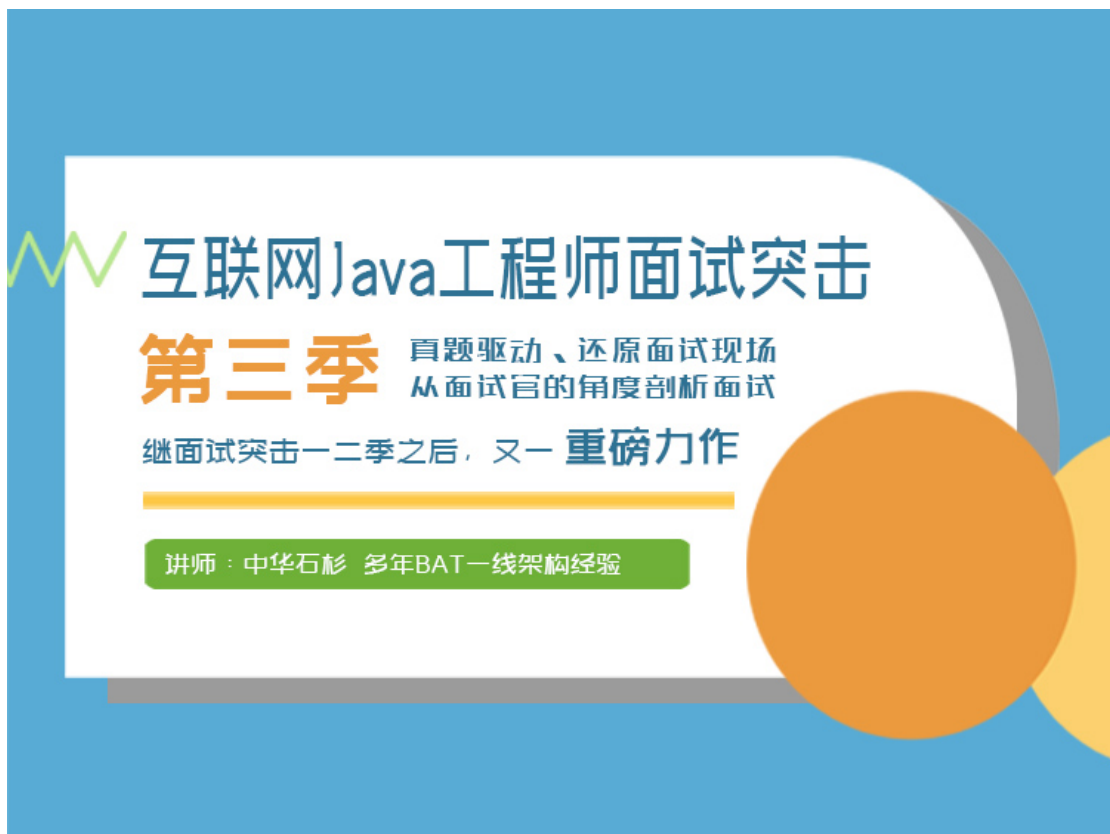 互联网Java工程师面试突击
第三季
真题驱动、还原面试现场
从面试官的角度剖析面试
继面试突击一二季之后，又一 重磅力作
讲师：中华石杉 多年BAT一线架构经验